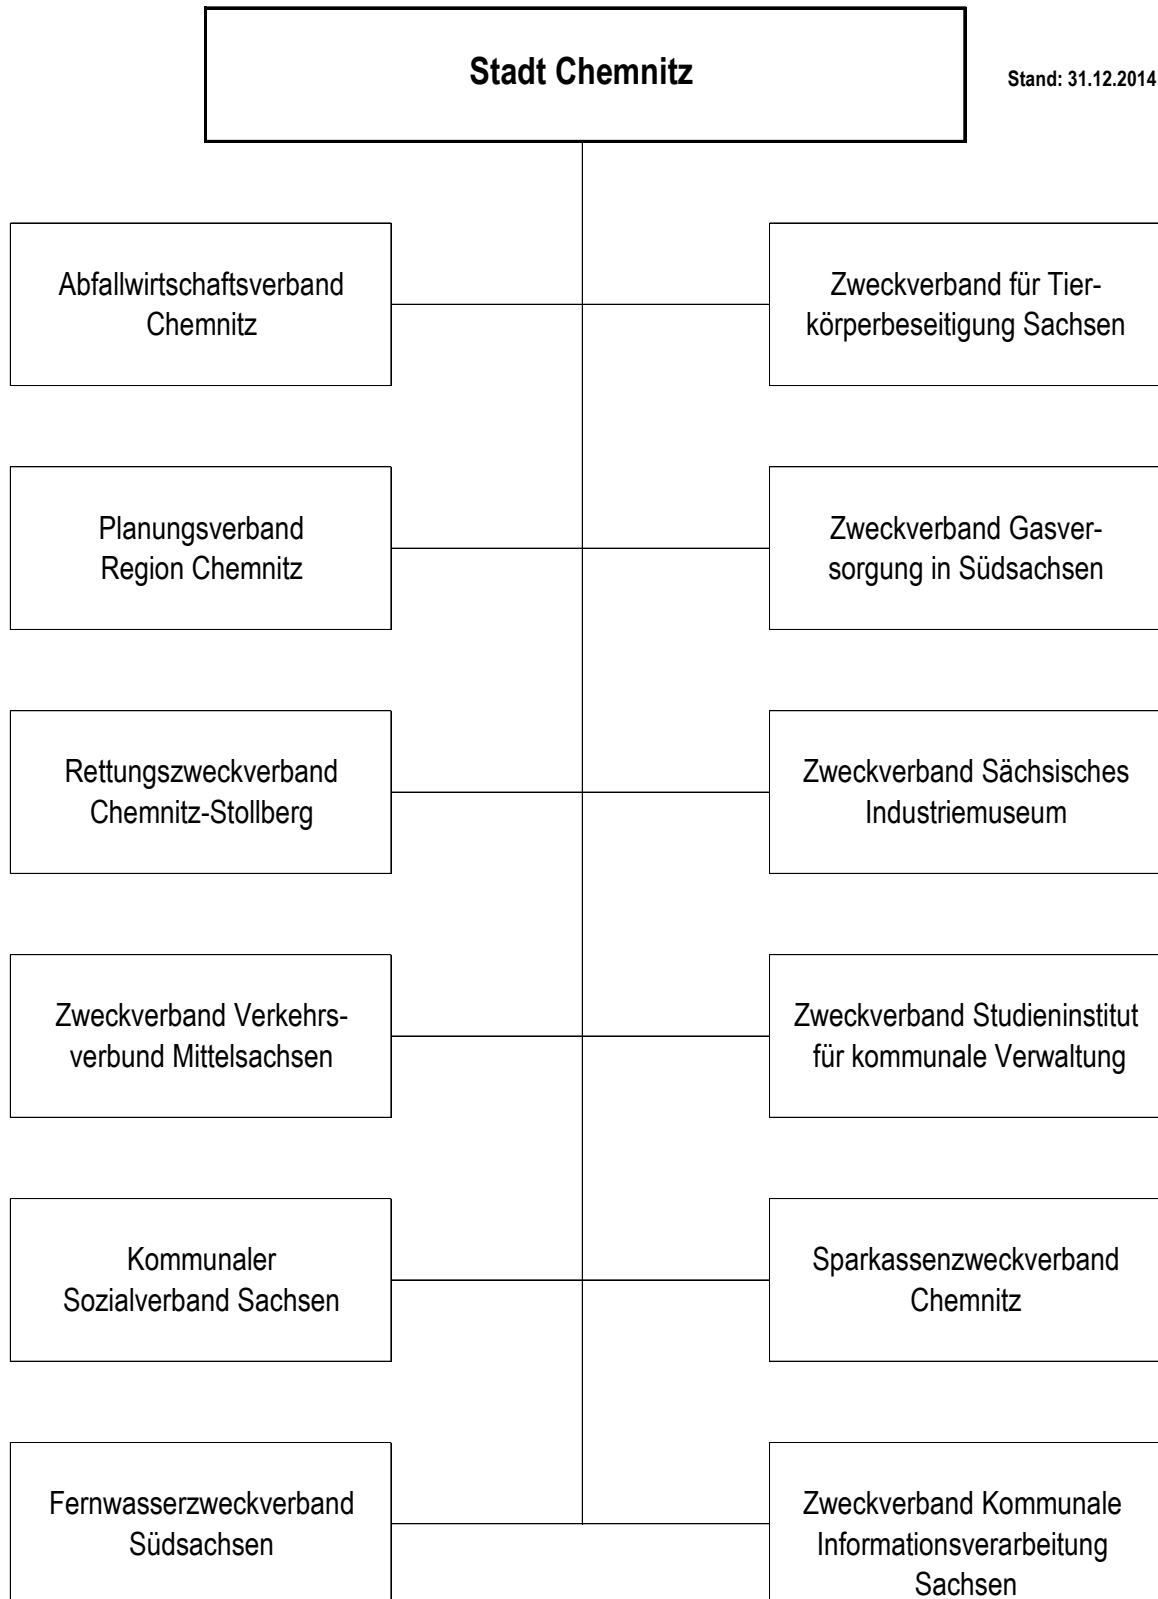 Stadt Chemnitz
Stand: 31.12.2014
Abfallwirtschaftsverband
Chemnitz
Zweckverband für Tier-
körperbeseitigung Sachsen
Planungsverband
Region Chemnitz
Zweckverband Gasver-
sorgung in Südsachsen
Rettungszweckverband
Chemnitz-Stollberg
Zweckverband Sächsisches
Industriemuseum
Zweckverband Verkehrs-
verbund Mittelsachsen
Zweckverband Studieninstitut
für kommunale Verwaltung
Kommunaler
Sozialverband Sachsen
Sparkassenzweckverband
Chemnitz
Fernwasserzweckverband
Südsachsen
Zweckverband Kommunale
Informationsverarbeitung
Sachsen